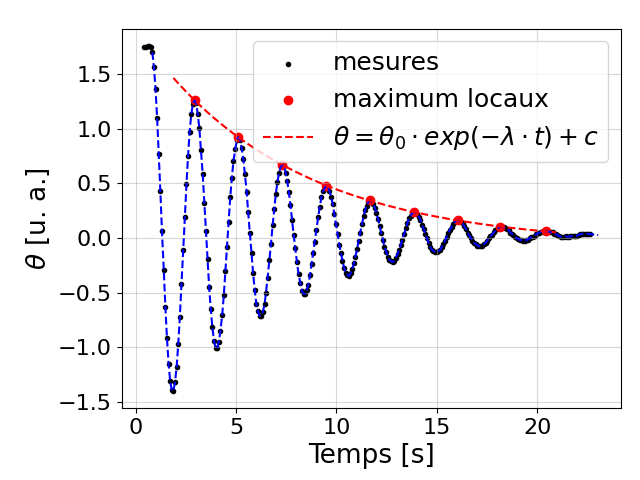 mesures
maximum locaux
θ = θ₀ · exp(−λ · t) + c
1.5
1.0
0.5
0.0
−0.5
−1.0
−1.5
θ [u. a.]
0 5 10 15 20
Temps [s]